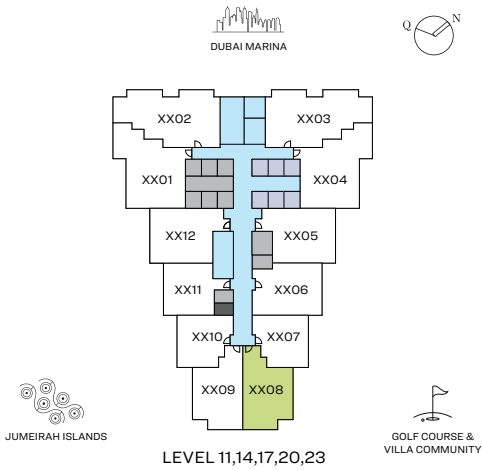 DUBAI MARINA
Q N
XX02 XX03
XX01 XX04
XX12 XX05
XX11 XX06
XX10 XX07
XX09 XX08
JUMEIRAH ISLANDS
GOLF COURSE &
VILLA COMMUNITY
LEVEL 11,14,17,20,23